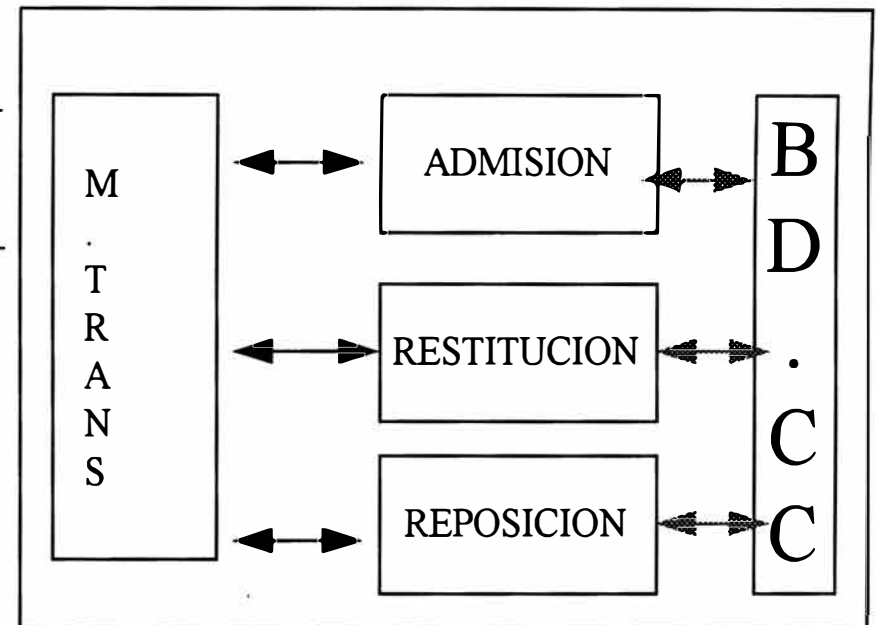 M
.
T
R
A
N
S
ADMISION
RESTITUCION
REPOSICION
B
D
.
C
C